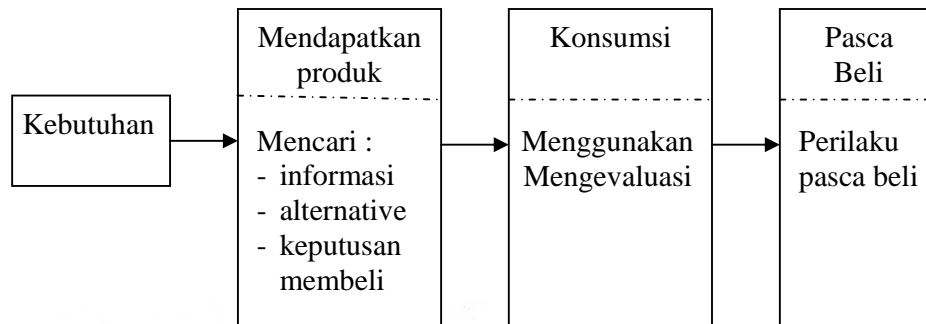 Kebutuhan
Mendapatkan
produk
Mencari :
- informasi
- alternative
- keputusan
membeli
Konsumsi
Menggunakan
Mengevaluasi
Pasca
Beli
Perilaku
pasca beli